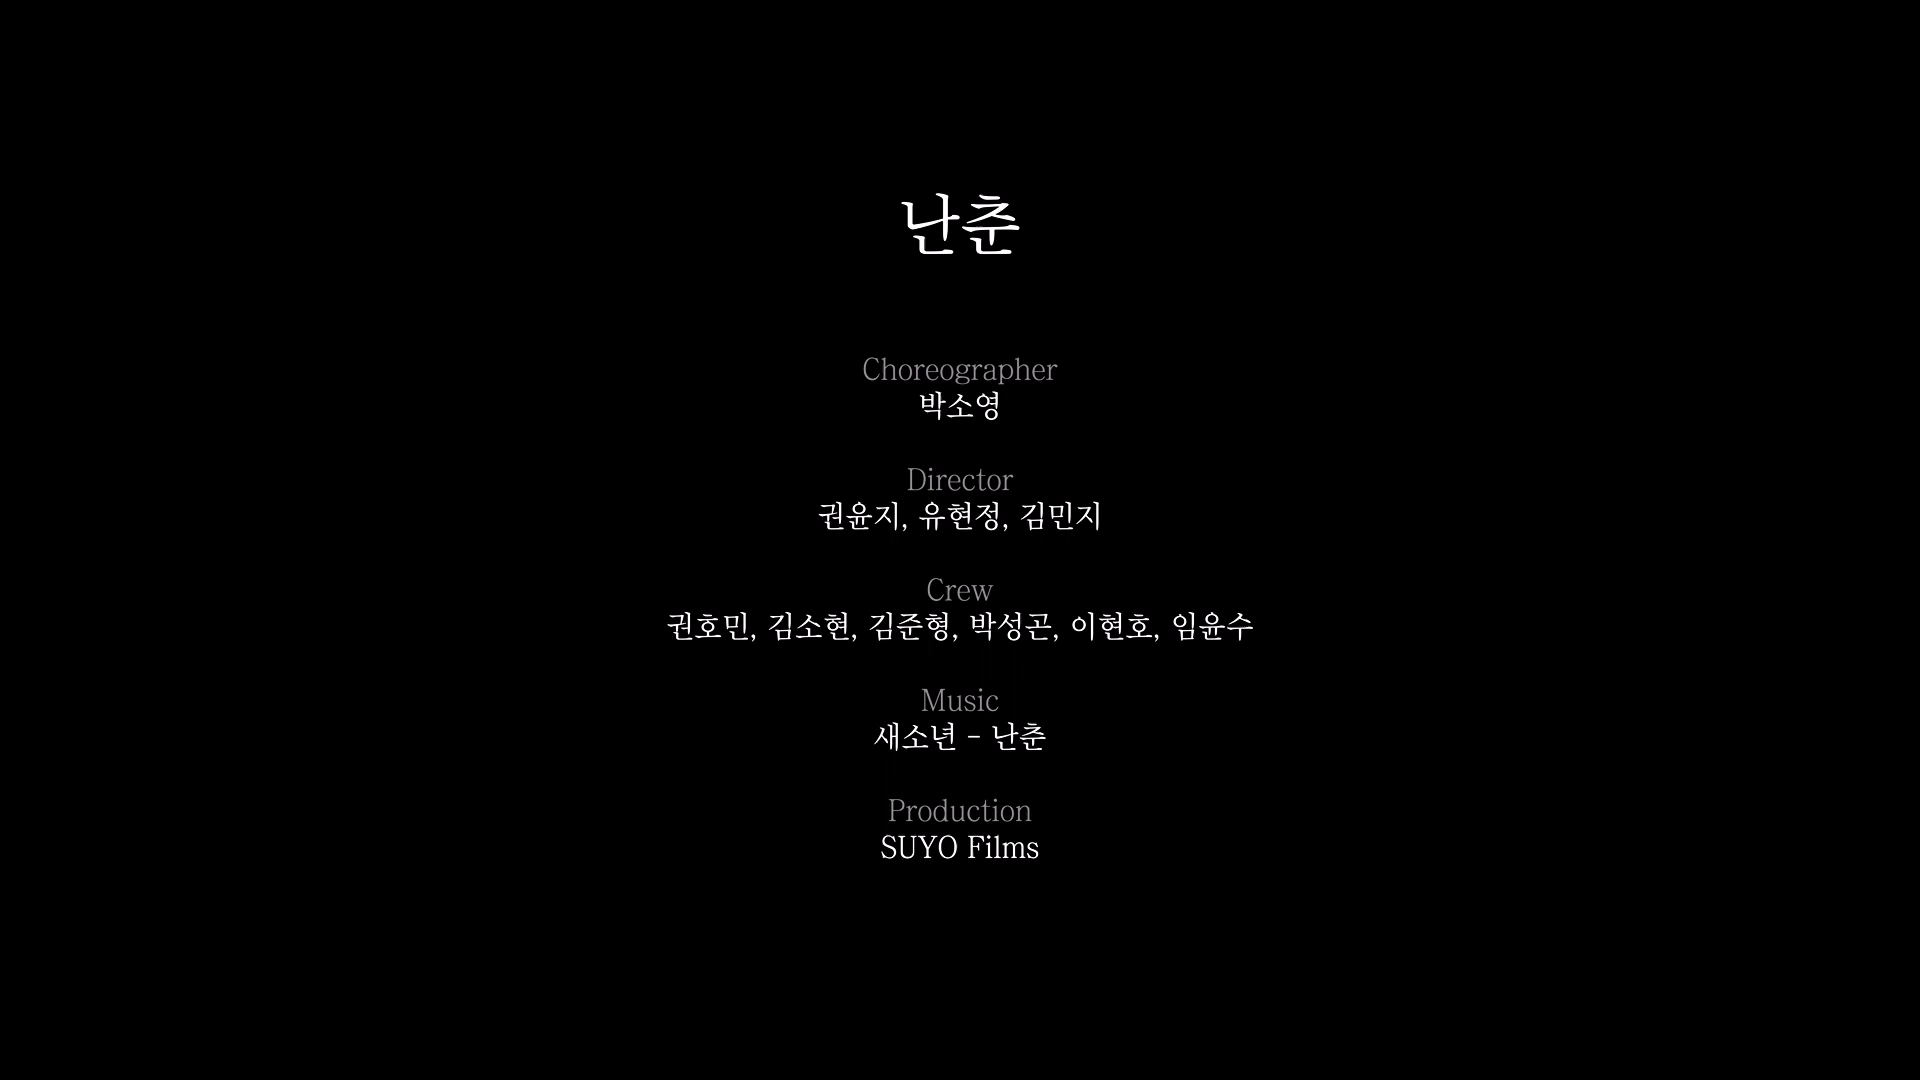 난춘
Choreographer
박소영
Director
권윤지, 유현정, 김민지
Crew
권호민, 김소현, 김준형, 박성곤, 이현호, 임윤수
Music
새소년 - 난춘
Production
SUYO Films